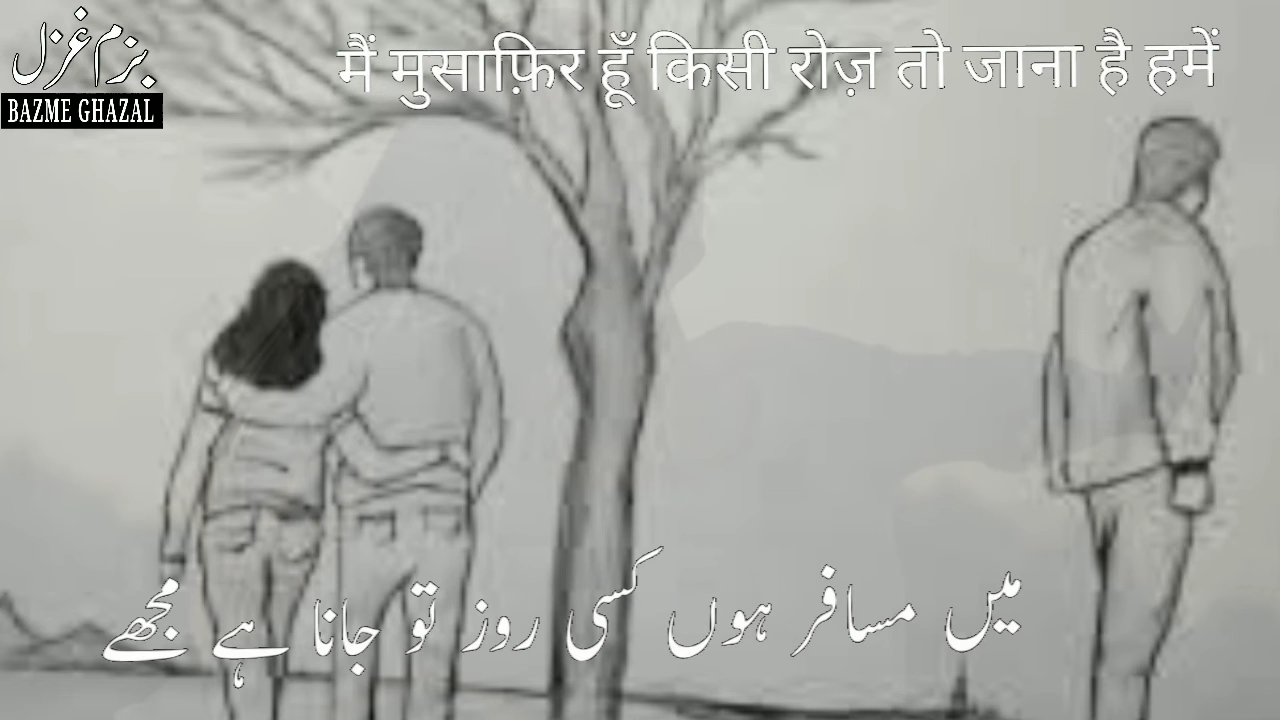 بزم غزل
BAZME GHAZAL
मैं मुसाफ़िर हूँ किसी रोज़ तो जाना है हमें
میں مسافر ہوں کسی روز تو جانا ہے مجھے